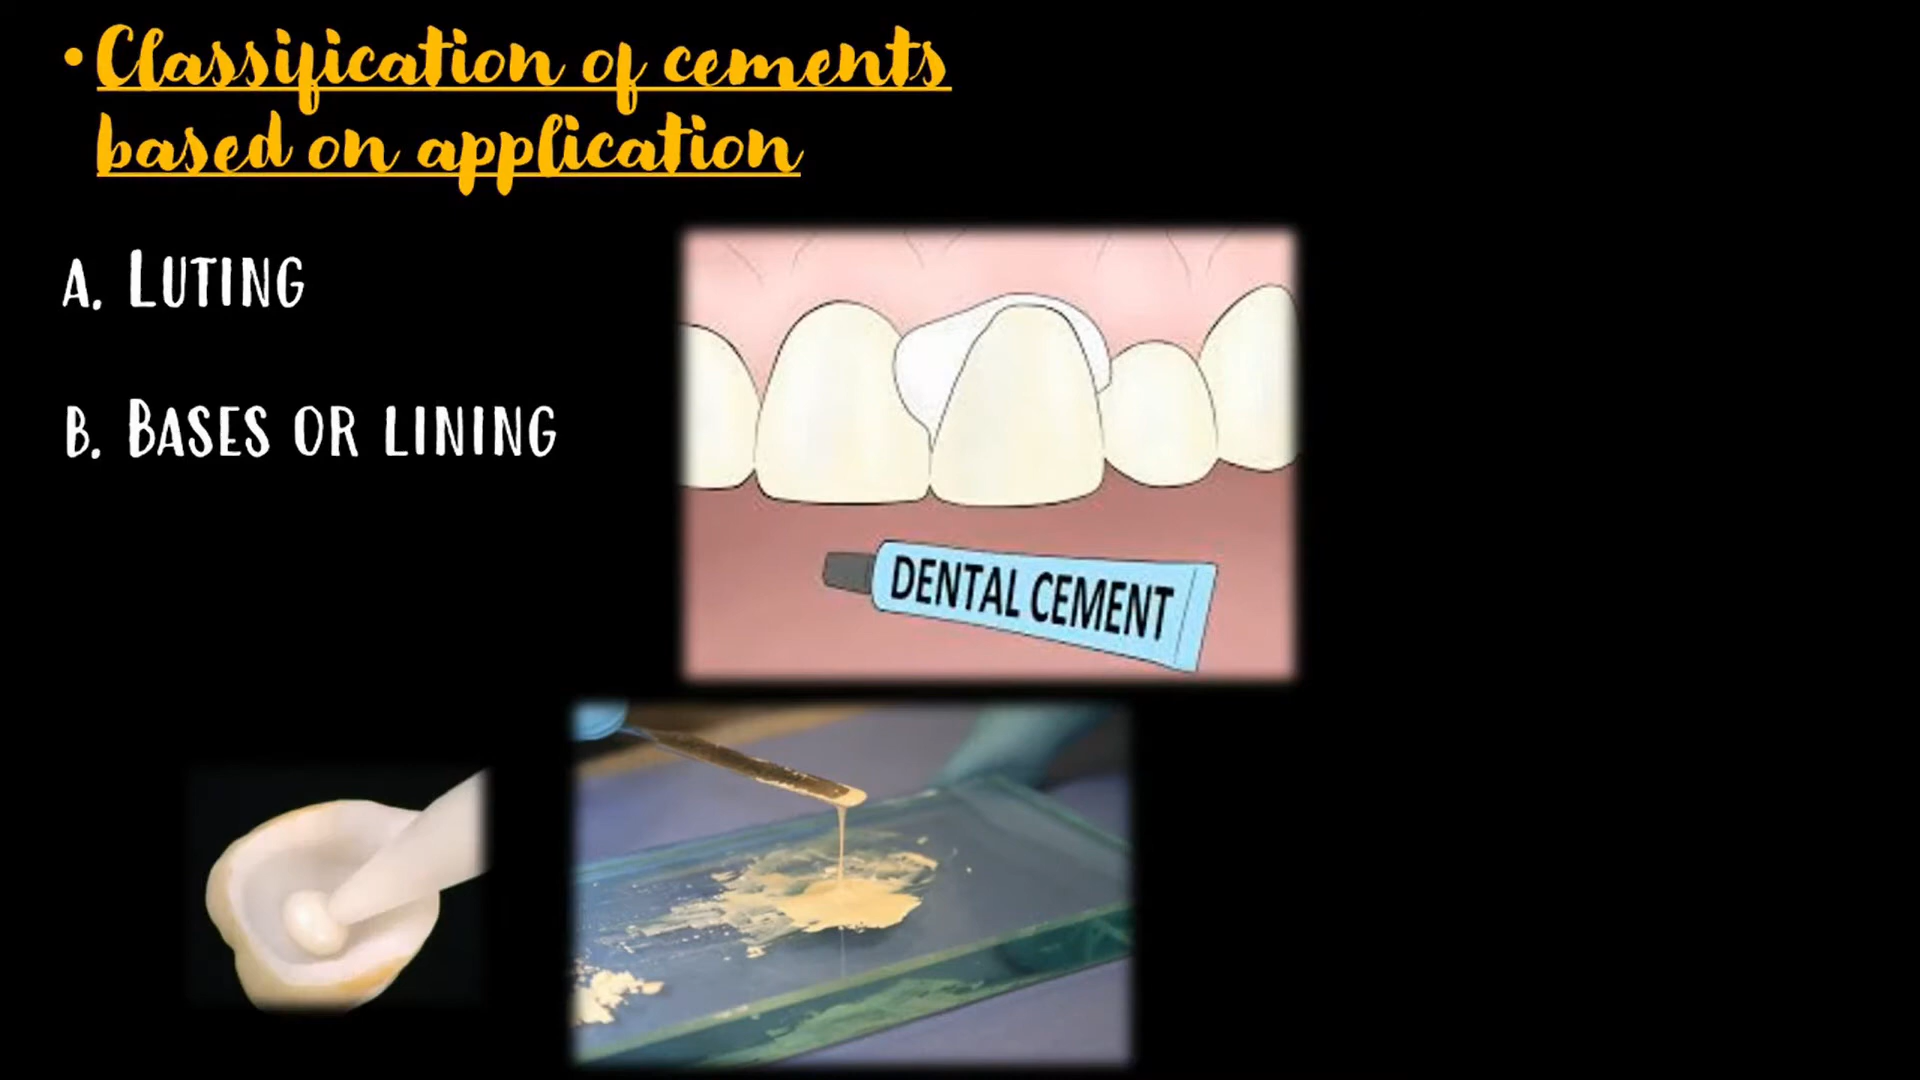 • Classification of cements
based on application
A. LUTING
B. BASES OR LINING
DENTAL CEMENT